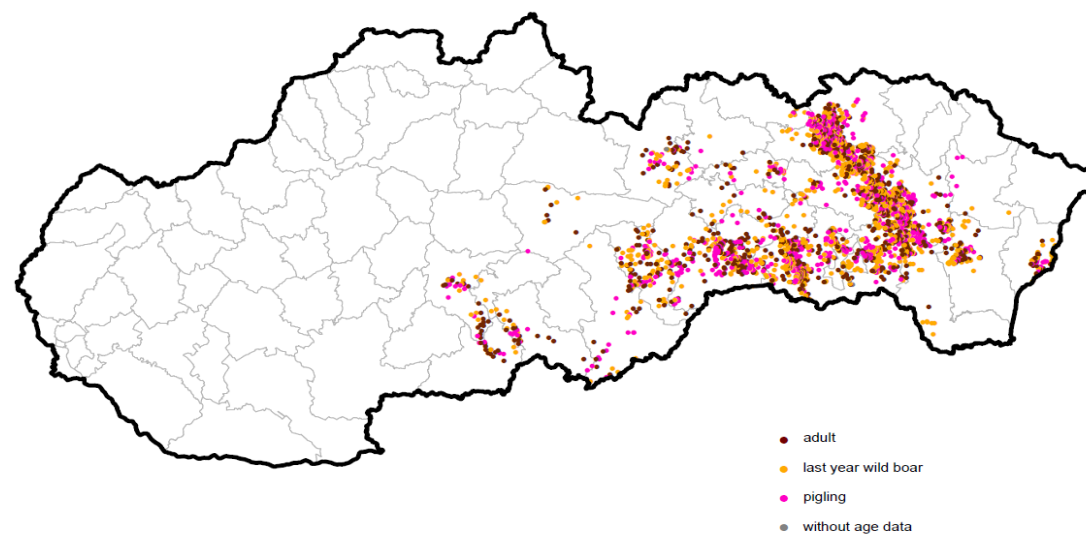 adult
last year wild boar
pigling
without age data